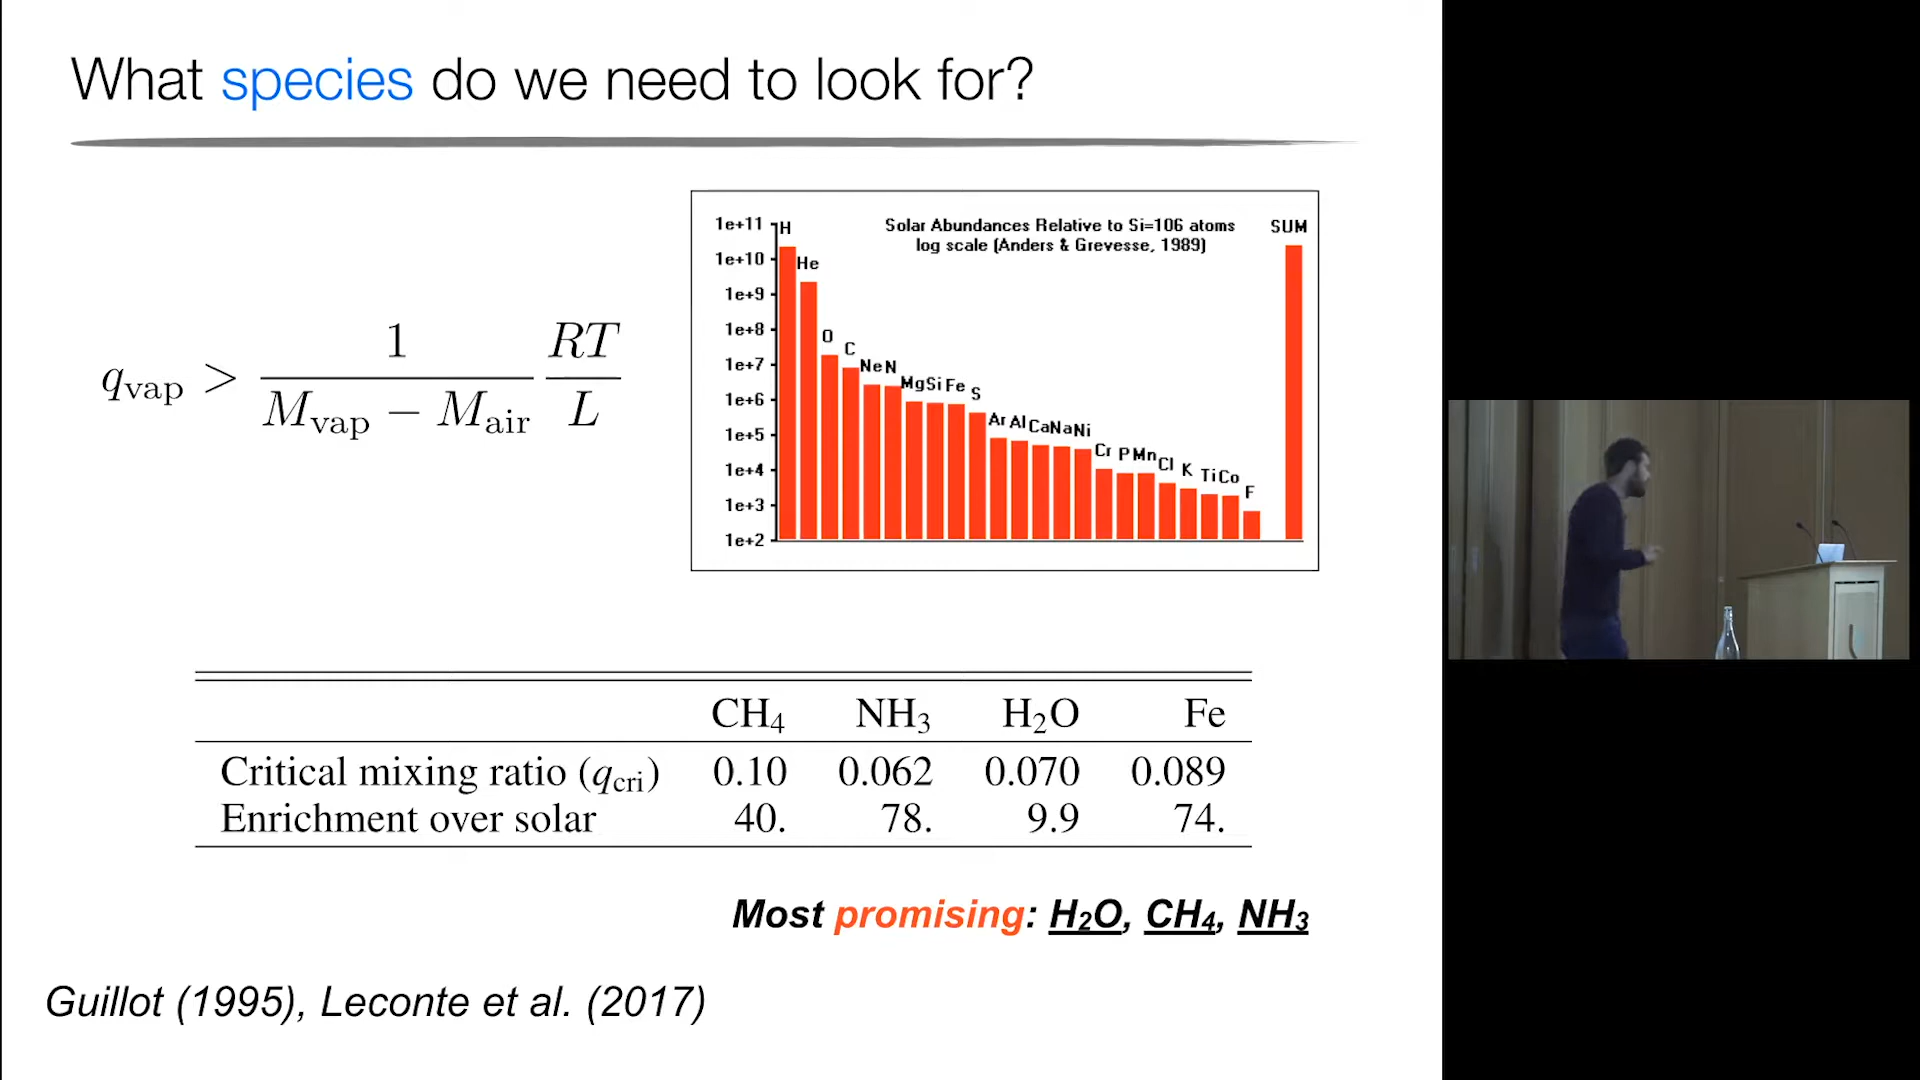 What species do we need to look for?
q_vap > 1 / (M_vap − M_air) RT / L
Solar Abundances Relative to Si=106 atoms
log scale (Anders & Grevesse, 1989)
SUM
1e+11
1e+10
1e+9
1e+8
1e+7
1e+6
1e+5
1e+4
1e+3
1e+2
H He O C Ne N Mg Si Fe S Ar Al Ca Na Ni Cr P Mn Cl K Ti Co F
CH₄ NH₃ H₂O Fe
Critical mixing ratio (q_cri) 0.10 0.062 0.070 0.089
Enrichment over solar 40. 78. 9.9 74.
Most promising: H₂O, CH₄, NH₃
Guillot (1995), Leconte et al. (2017)